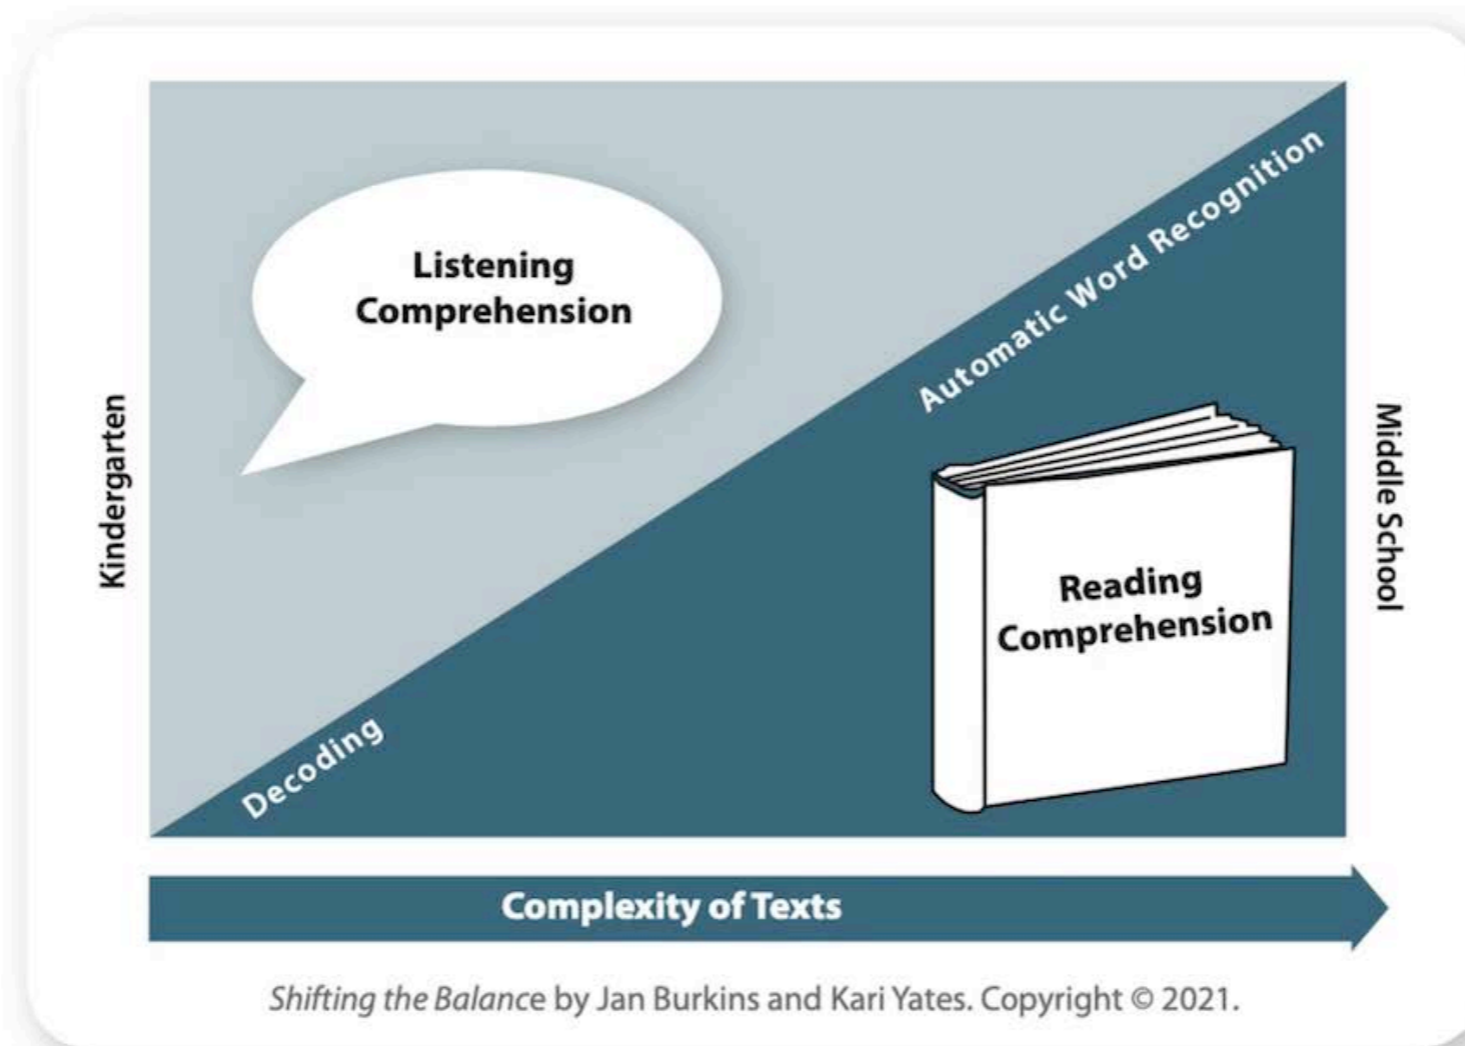 Listening
Comprehension
Kindergarten
Decoding
Automatic Word Recognition
Reading
Comprehension
Middle School
Complexity of Texts
Shifting the Balance by Jan Burkins and Kari Yates. Copyright © 2021.